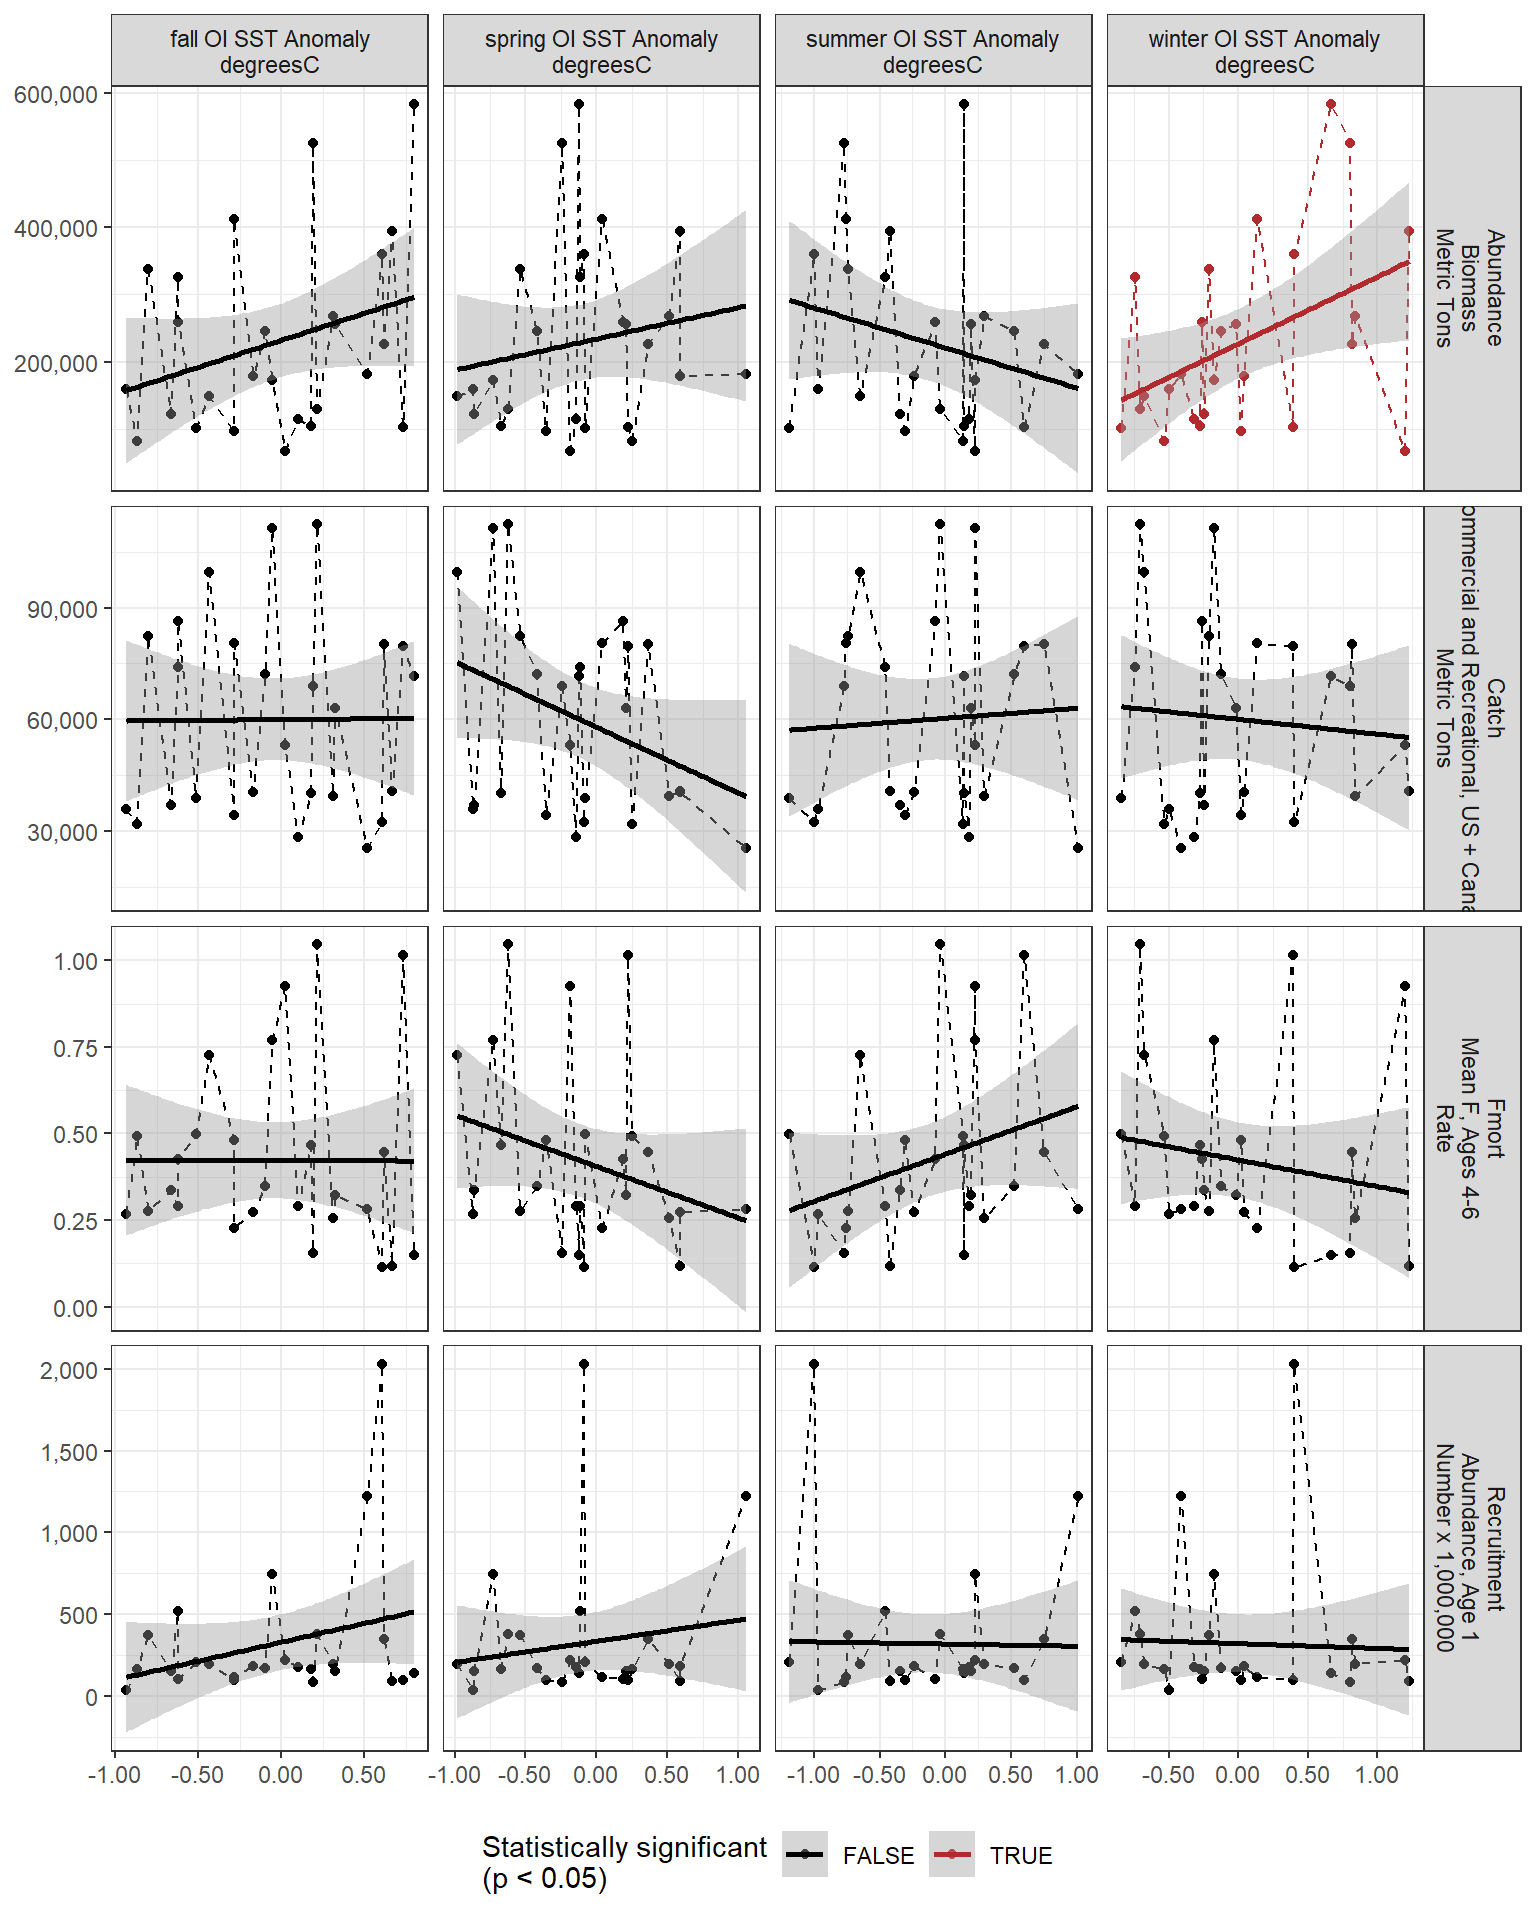 fall OI SST Anomaly
degreesC
spring OI SST Anomaly
degreesC
summer OI SST Anomaly
degreesC
winter OI SST Anomaly
degreesC
600,000
400,000
200,000
Abundance
Biomass
Metric Tons
90,000
60,000
30,000
Catch
ommercial and Recreational, US + Cana
Metric Tons
1.00
0.75
0.50
0.25
0.00
Fmort
Mean F, Ages 4-6
Rate
2,000
1,500
1,000
500
0
Recruitment
Abundance, Age 1
Number x 1,000,000
-1.00 -0.50 0.00 0.50
-1.00 -0.50 0.00 0.50 1.00
-1.00 -0.50 0.00 0.50 1.00
-0.50 0.00 0.50 1.00
Statistically significant
(p < 0.05)
FALSE
TRUE